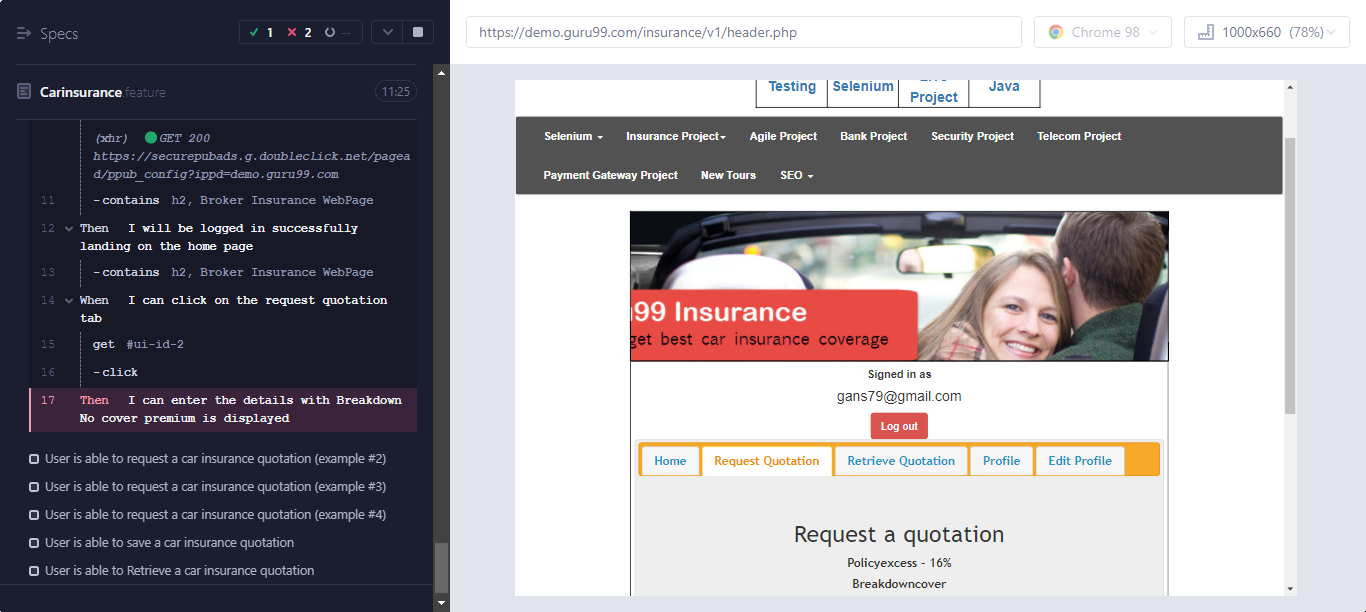 Specs
1
2
--
Carinsurance feature
11:25
(xhr) GET 200
https://securepubads.g.doubleclick.net/pagea
d/ppub_config?ippd=demo.guru99.com
11 -contains h2, Broker Insurance WebPage
12 Then I will be logged in successfully
landing on the home page
13 -contains h2, Broker Insurance WebPage
14 When I can click on the request quotation
tab
15 get #ui-id-2
16 -click
17 Then I can enter the details with Breakdown
No cover premium is displayed
User is able to request a car insurance quotation (example #2)
User is able to request a car insurance quotation (example #3)
User is able to request a car insurance quotation (example #4)
User is able to save a car insurance quotation
User is able to Retrieve a car insurance quotation
https://demo.guru99.com/insurance/v1/header.php
Chrome 98
1000x660 (78%)
Testing Selenium Project Java
Selenium Insurance Project Agile Project Bank Project Security Project Telecom Project
Payment Gateway Project New Tours SEO
99 Insurance
get best car insurance coverage
Signed in as
gans79@gmail.com
Log out
Home Request Quotation Retrieve Quotation Profile Edit Profile
Request a quotation
Policyexcess - 16%
Breakdowncover